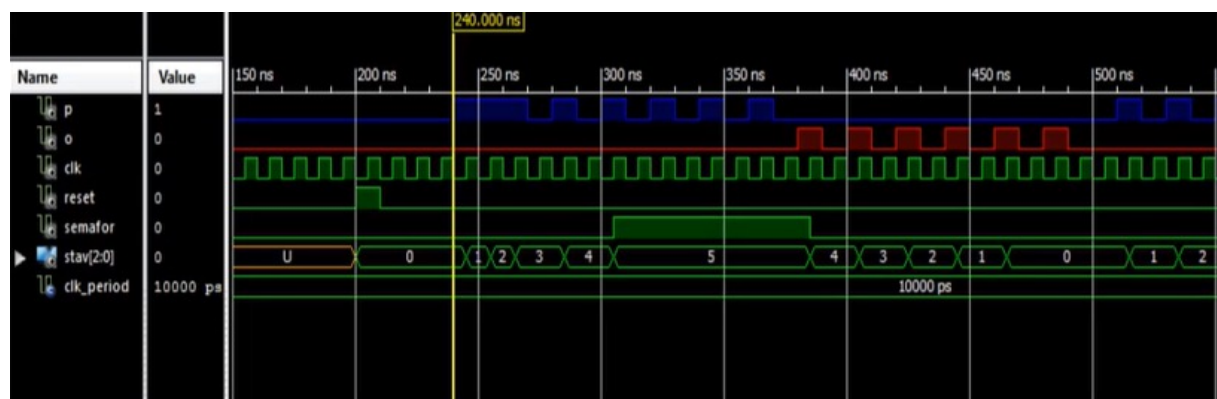 240.000 ns
Name Value 150 ns 200 ns 250 ns 300 ns 350 ns 400 ns 450 ns 500 ns
p 1
o 0
clk 0
reset 0
semafor 0
stav[2:0] 0 U 0 1 2 3 4 5 4 3 2 1 0 1 2
clk_period 10000 ps 10000 ps